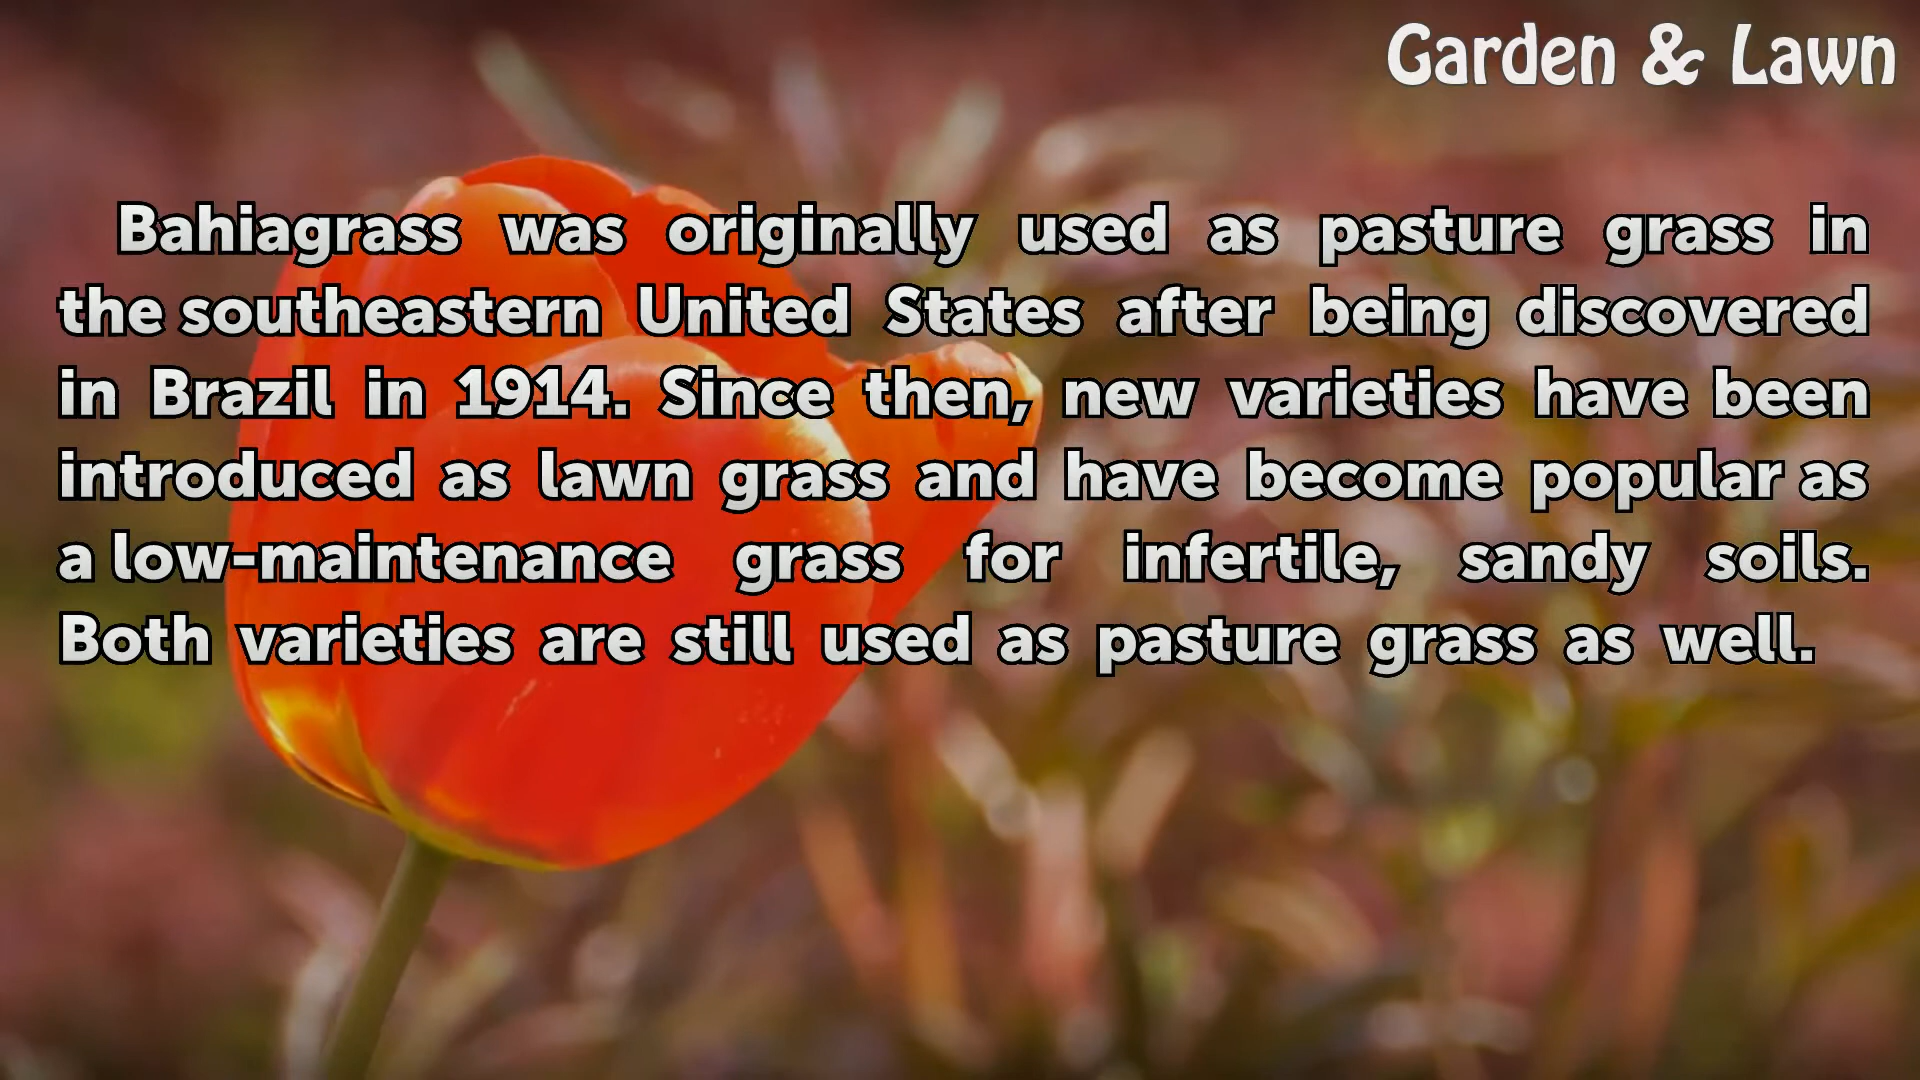 Garden & Lawn
Bahiagrass was originally used as pasture grass in
the southeastern United States after being discovered
in Brazil in 1914. Since then, new varieties have been
introduced as lawn grass and have become popular as
a low-maintenance grass for infertile, sandy soils.
Both varieties are still used as pasture grass as well.